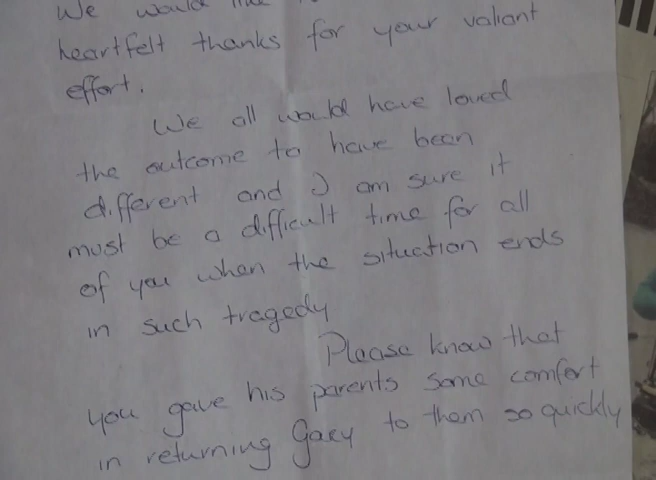 We would
heartfelt thanks for your valiant
effort.
We all would have loved
the outcome to have been
different and I am sure it
must be a difficult time for all
of you when the situation ends
in such tragedy
Please know that
you gave his parents some comfort
in returning Gary to them so quickly